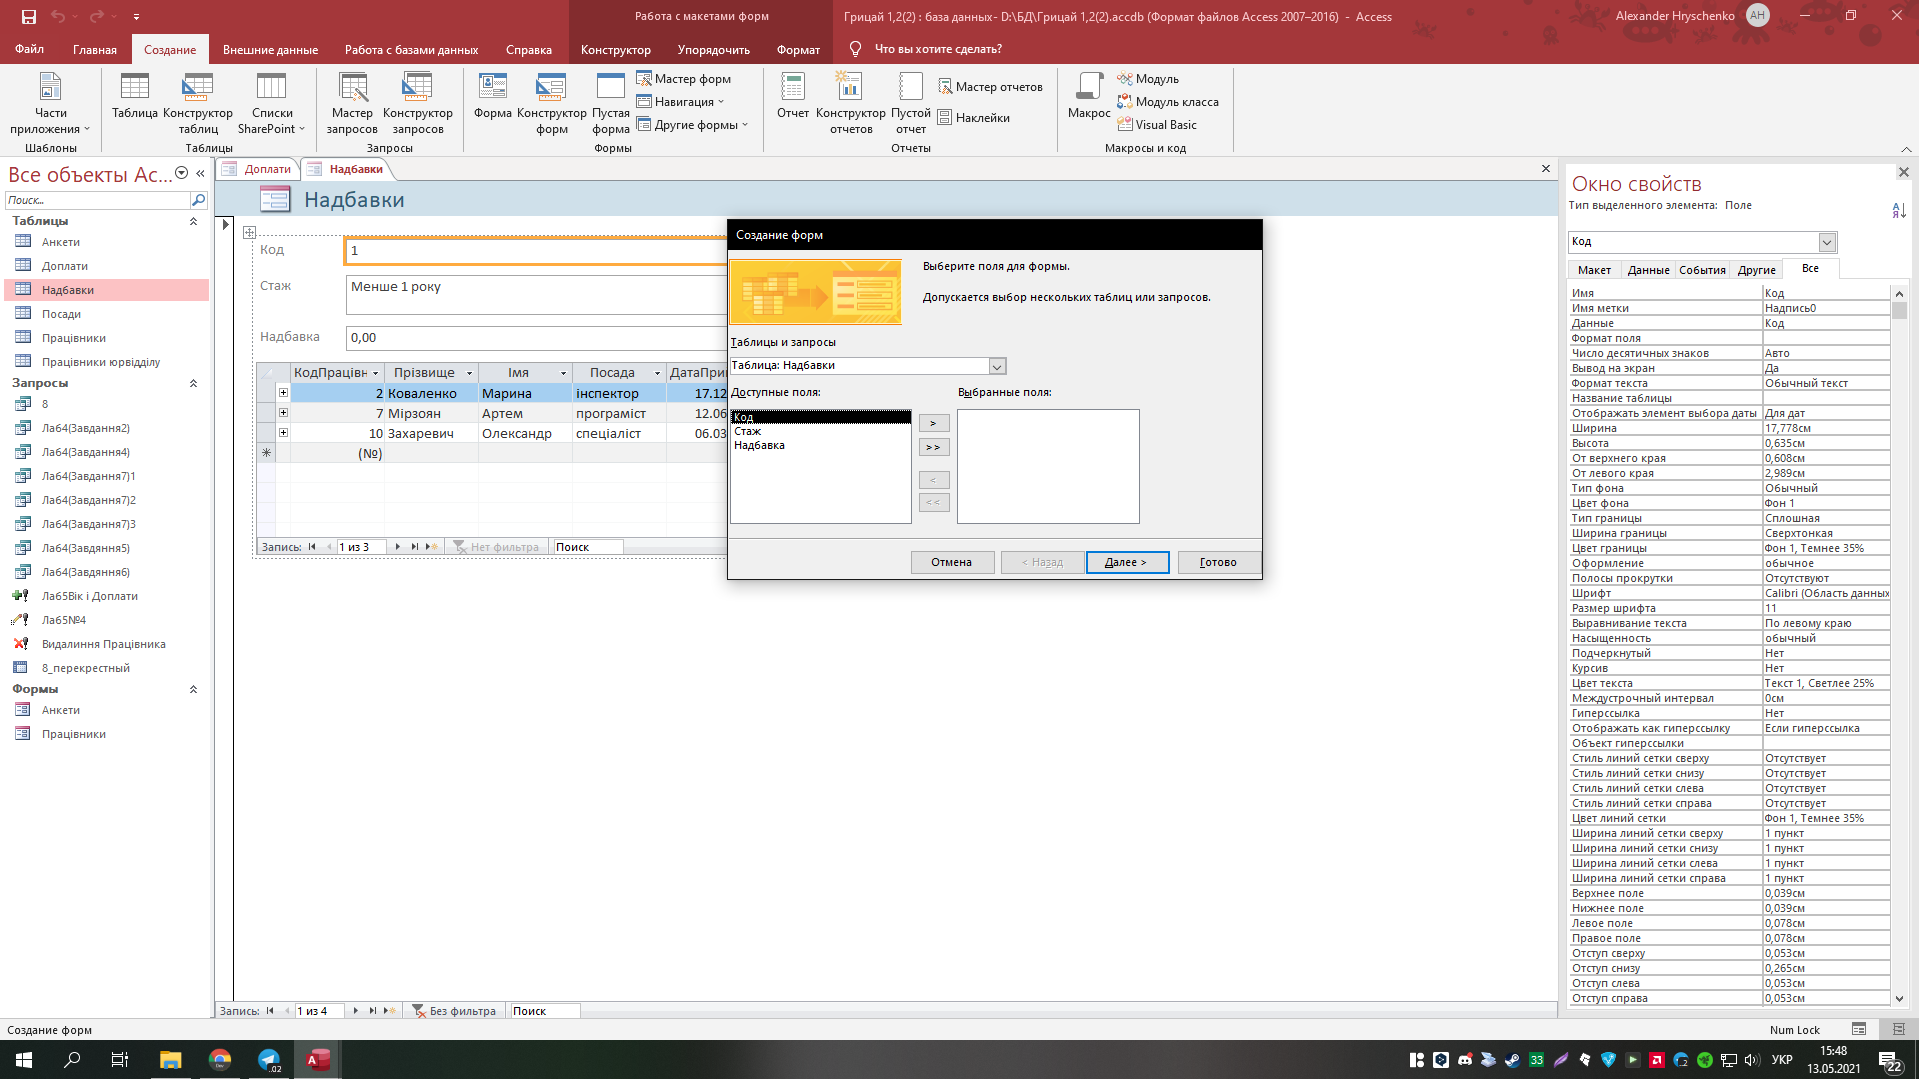 Работа с макетами форм
Грицай 1,2(2) : база данных- D:\БД\Грицай 1,2(2).accdb (Формат файлов Access 2007–2016) - Access
Alexander Hryschenko
AH
Файл
Главная
Создание
Внешние данные
Работа с базами данных
Справка
Конструктор
Упорядочить
Формат
Что вы хотите сделать?
Части приложения
Шаблоны
Таблица
Конструктор таблиц
Списки SharePoint
Таблицы
Мастер запросов
Конструктор запросов
Запросы
Форма
Конструктор форм
Пустая форма
Мастер форм
Навигация
Другие формы
Формы
Отчет
Конструктор отчетов
Пустой отчет
Мастер отчетов
Наклейки
Отчеты
Макрос
Модуль
Модуль класса
Visual Basic
Макросы и код
Все объекты Ac...
Поиск...
Таблицы
Анкети
Доплати
Надбавки
Посади
Працівники
Працівники юрвідділу
Запросы
8
Лаб4(Завдання2)
Лаб4(Завдання4)
Лаб4(Завдання7)1
Лаб4(Завдання7)2
Лаб4(Завдання7)3
Лаб4(Завдяння5)
Лаб4(Завдяння6)
Лаб5Вік і Доплати
Лаб5№4
Видалиння Працівника
8_перекрестный
Формы
Анкети
Працівники
Доплати
Надбавки
Надбавки
Код
1
Стаж
Менше 1 року
Надбавка
0,00
КодПрацівн Прізвище Імя Посада ДатаПри
2 Коваленко Марина інспектор 17.12
7 Мірзоян Артем програміст 12.06
10 Захаревич Олександр спеціаліст 06.03
(№)
Запись: 1 из 3 Нет фильтра Поиск
Создание форм
Выберите поля для формы.
Допускается выбор нескольких таблиц или запросов.
Таблицы и запросы
Таблица: Надбавки
Доступные поля:
Выбранные поля:
Код
Стаж
Надбавка
>
>>
<
<<
Отмена
< Назад
Далее >
Готово
Запись: 1 из 4 Без фильтра Поиск
Окно свойств
Тип выделенного элемента: Поле
Код
Макет Данные События Другие Все
Имя Код
Имя метки Надпись0
Данные Код
Формат поля
Число десятичных знаков Авто
Вывод на экран Да
Формат текста Обычный текст
Название таблицы
Отображать элемент выбора даты Для дат
Ширина 17,778см
Высота 0,635см
От верхнего края 0,608см
От левого края 2,989см
Тип фона Обычный
Цвет фона Фон 1
Тип границы Сплошная
Ширина границы Сверхтонкая
Цвет границы Фон 1, Темнее 35%
Оформление обычное
Полосы прокрутки Отсутствуют
Шрифт Calibri (Область данных
Размер шрифта 11
Выравнивание текста По левому краю
Насыщенность обычный
Подчеркнутый Нет
Курсив Нет
Цвет текста Текст 1, Светлее 25%
Междустрочный интервал 0см
Гиперссылка Нет
Отображать как гиперссылку Если гиперссылка
Объект гиперссылки
Стиль линий сетки сверху Отсутствует
Стиль линий сетки снизу Отсутствует
Стиль линий сетки слева Отсутствует
Стиль линий сетки справа Отсутствует
Цвет линий сетки Фон 1, Темнее 35%
Ширина линий сетки сверху 1 пункт
Ширина линий сетки снизу 1 пункт
Ширина линий сетки слева 1 пункт
Ширина линий сетки справа 1 пункт
Верхнее поле 0,039см
Нижнее поле 0,039см
Левое поле 0,078см
Правое поле 0,078см
Отступ сверху 0,053см
Отступ снизу 0,265см
Отступ слева 0,053см
Отступ справа 0,053см
Создание форм
Num Lock
33
УКР
15:48
13.05.2021
22